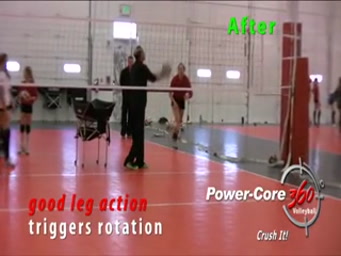 After
good leg action
triggers rotation
Power-Core 360
Volleyball
Crush It!